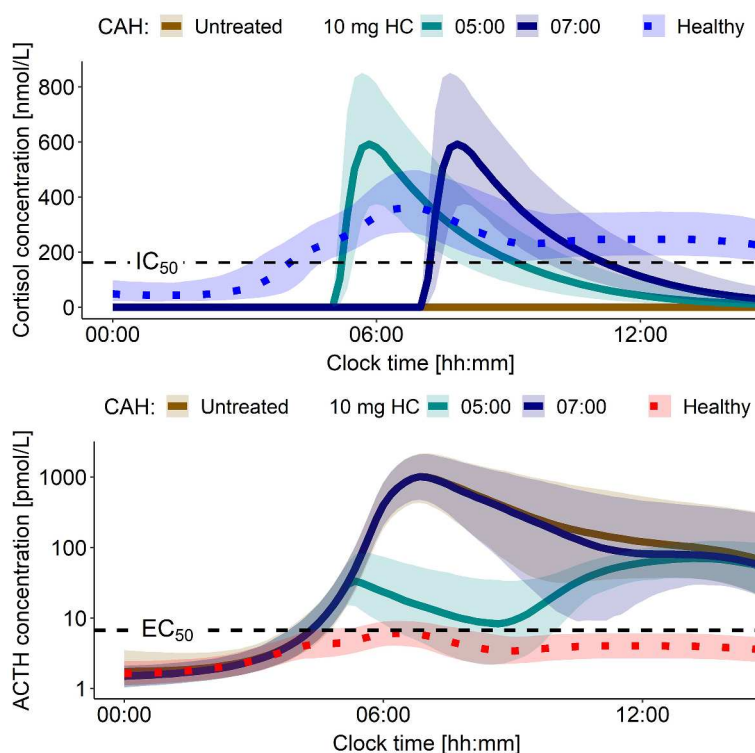 CAH: Untreated 10 mg HC 05:00 07:00 Healthy
Cortisol concentration [nmol/L]
800
600
400
200
0
IC50
00:00 06:00 12:00
Clock time [hh:mm]
CAH: Untreated 10 mg HC 05:00 07:00 Healthy
ACTH concentration [pmol/L]
1000
100
10
1
EC50
00:00 06:00 12:00
Clock time [hh:mm]